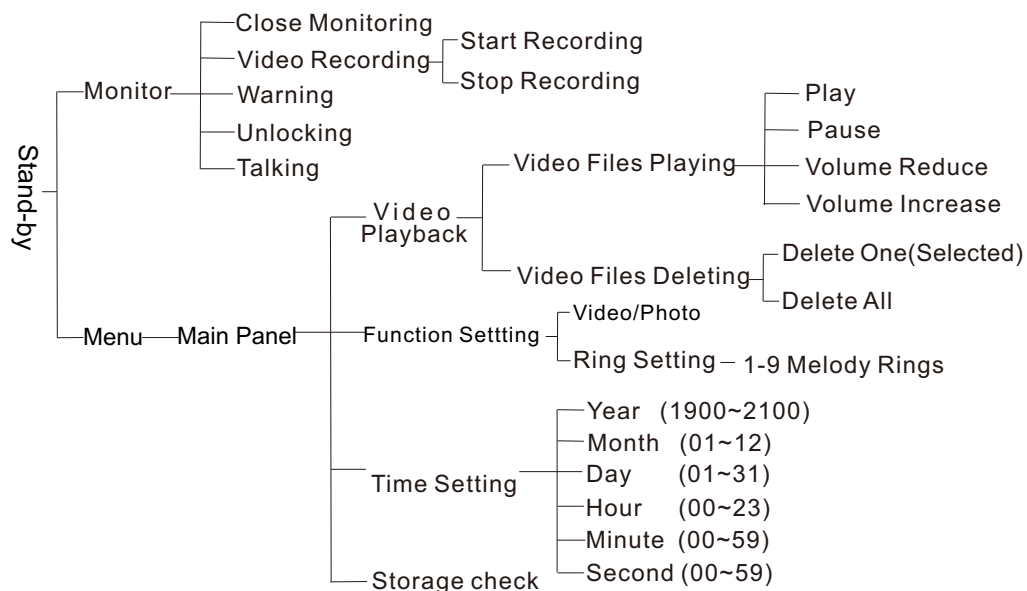 Stand-by
Monitor
Close Monitoring
Video Recording
Start Recording
Stop Recording
Warning
Unlocking
Talking
Menu
Main Panel
Video
Playback
Video Files Playing
Play
Pause
Volume Reduce
Volume Increase
Video Files Deleting
Delete One(Selected)
Delete All
Function Settting
Video/Photo
Ring Setting
1-9 Melody Rings
Time Setting
Year (1900~2100)
Month (01~12)
Day (01~31)
Hour (00~23)
Minute (00~59)
Second (00~59)
Storage check